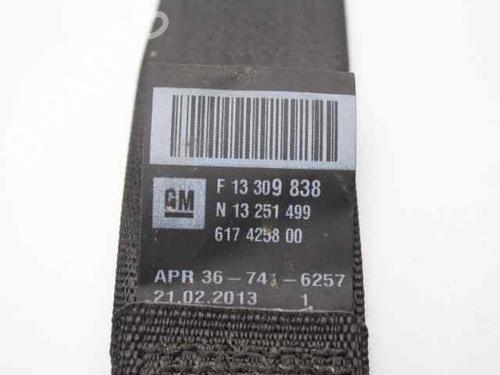 GM
F 13 309 838
N 13 251 499
617 4258 00
APR 36-741-6257
21.02.2013 1